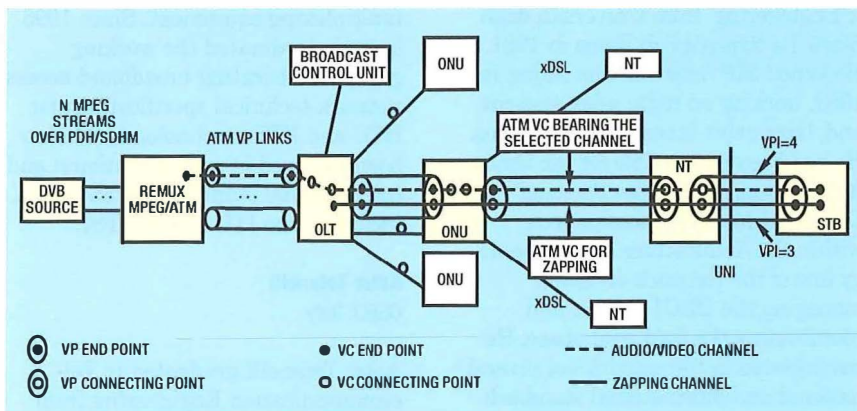 BROADCAST
CONTROL UNIT
ONU
xDSL
NT
N MPEG
STREAMS
OVER PDH/SDHM
ATM VP LINKS
ATM VC BEARING THE
SELECTED CHANNEL
NT
VPI=4
DVB
SOURCE
REMUX
MPEG/ATM
OLT
ONU
ATM VC FOR
ZAPPING
STB
VPI=3
UNI
ONU
xDSL
NT
VP END POINT
VC END POINT
AUDIO/VIDEO CHANNEL
VP CONNECTING POINT
VC CONNECTING POINT
ZAPPING CHANNEL